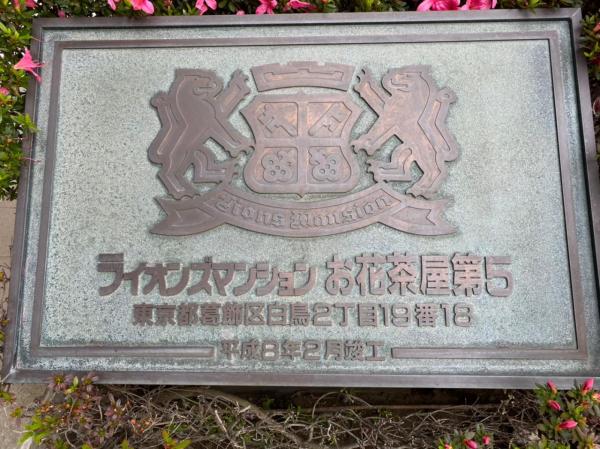 Lions Mansion
ライオンズマンション お花茶屋第5
東京都葛飾区白鳥2丁目19番18
平成8年2月竣工